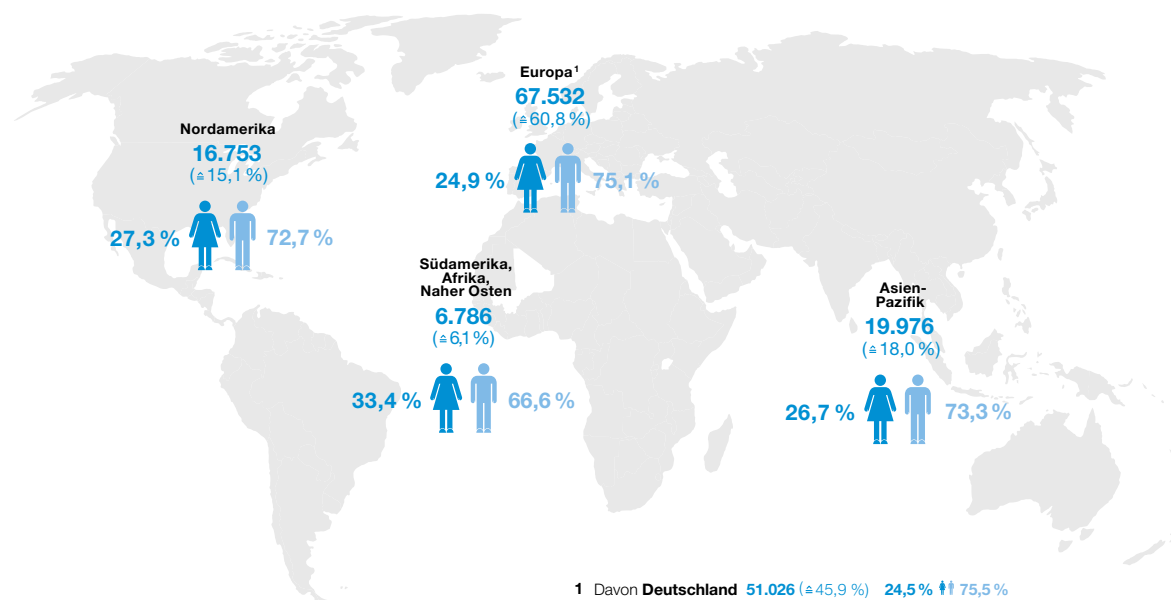 Europa¹
67.532
(≙60,8 %)
24,9 % 75,1 %
Nordamerika
16.753
(≙15,1 %)
27,3 % 72,7 %
Südamerika,
Afrika,
Naher Osten
6.786
(≙6,1 %)
33,4 % 66,6 %
Asien-
Pazifik
19.976
(≙18,0 %)
26,7 % 73,3 %
1 Davon Deutschland 51.026 (≙45,9 %) 24,5 % 75,5 %